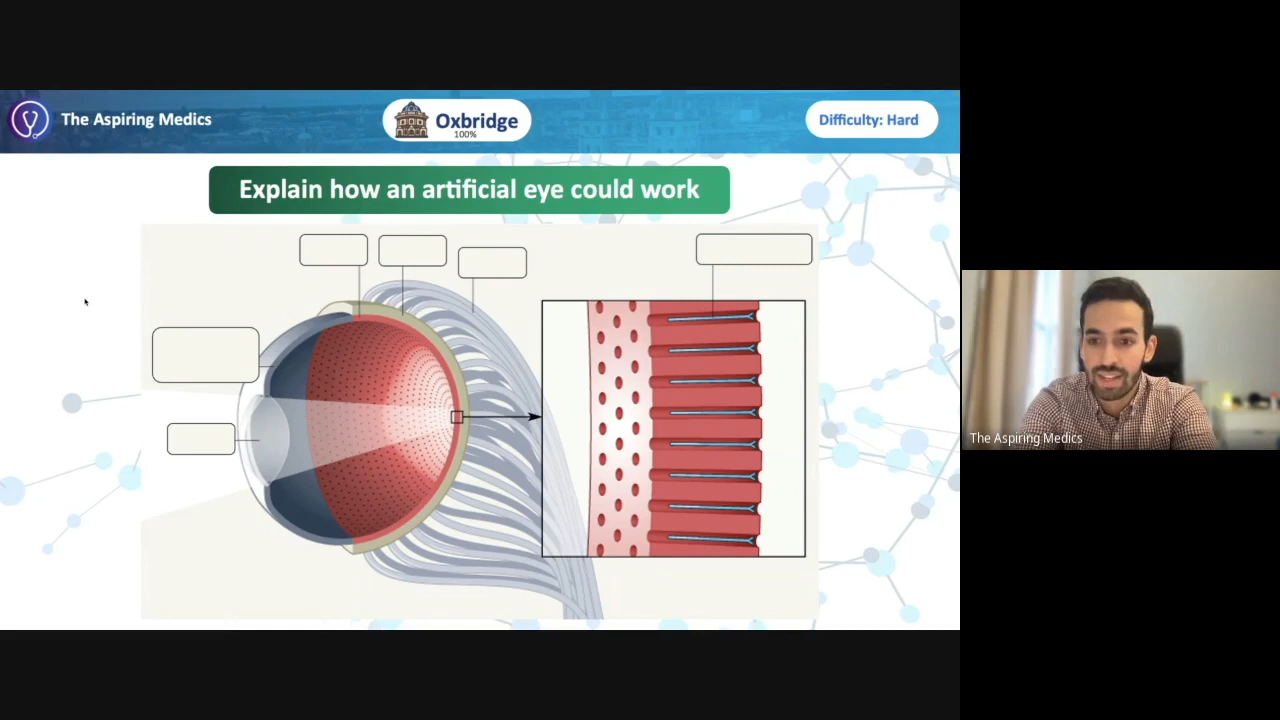 The Aspiring Medics
Oxbridge
100%
Difficulty: Hard
Explain how an artificial eye could work
The Aspiring Medics